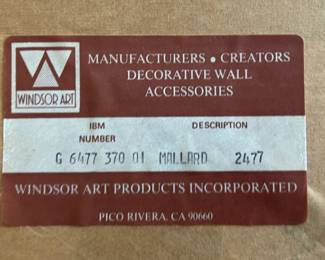 MANUFACTURERS • CREATORS
DECORATIVE WALL
ACCESSORIES
WINDSOR ART
IBM
NUMBER
DESCRIPTION
G 6477 370 01 MALLARD 2477
WINDSOR ART PRODUCTS INCORPORATED
PICO RIVERA, CA 90660